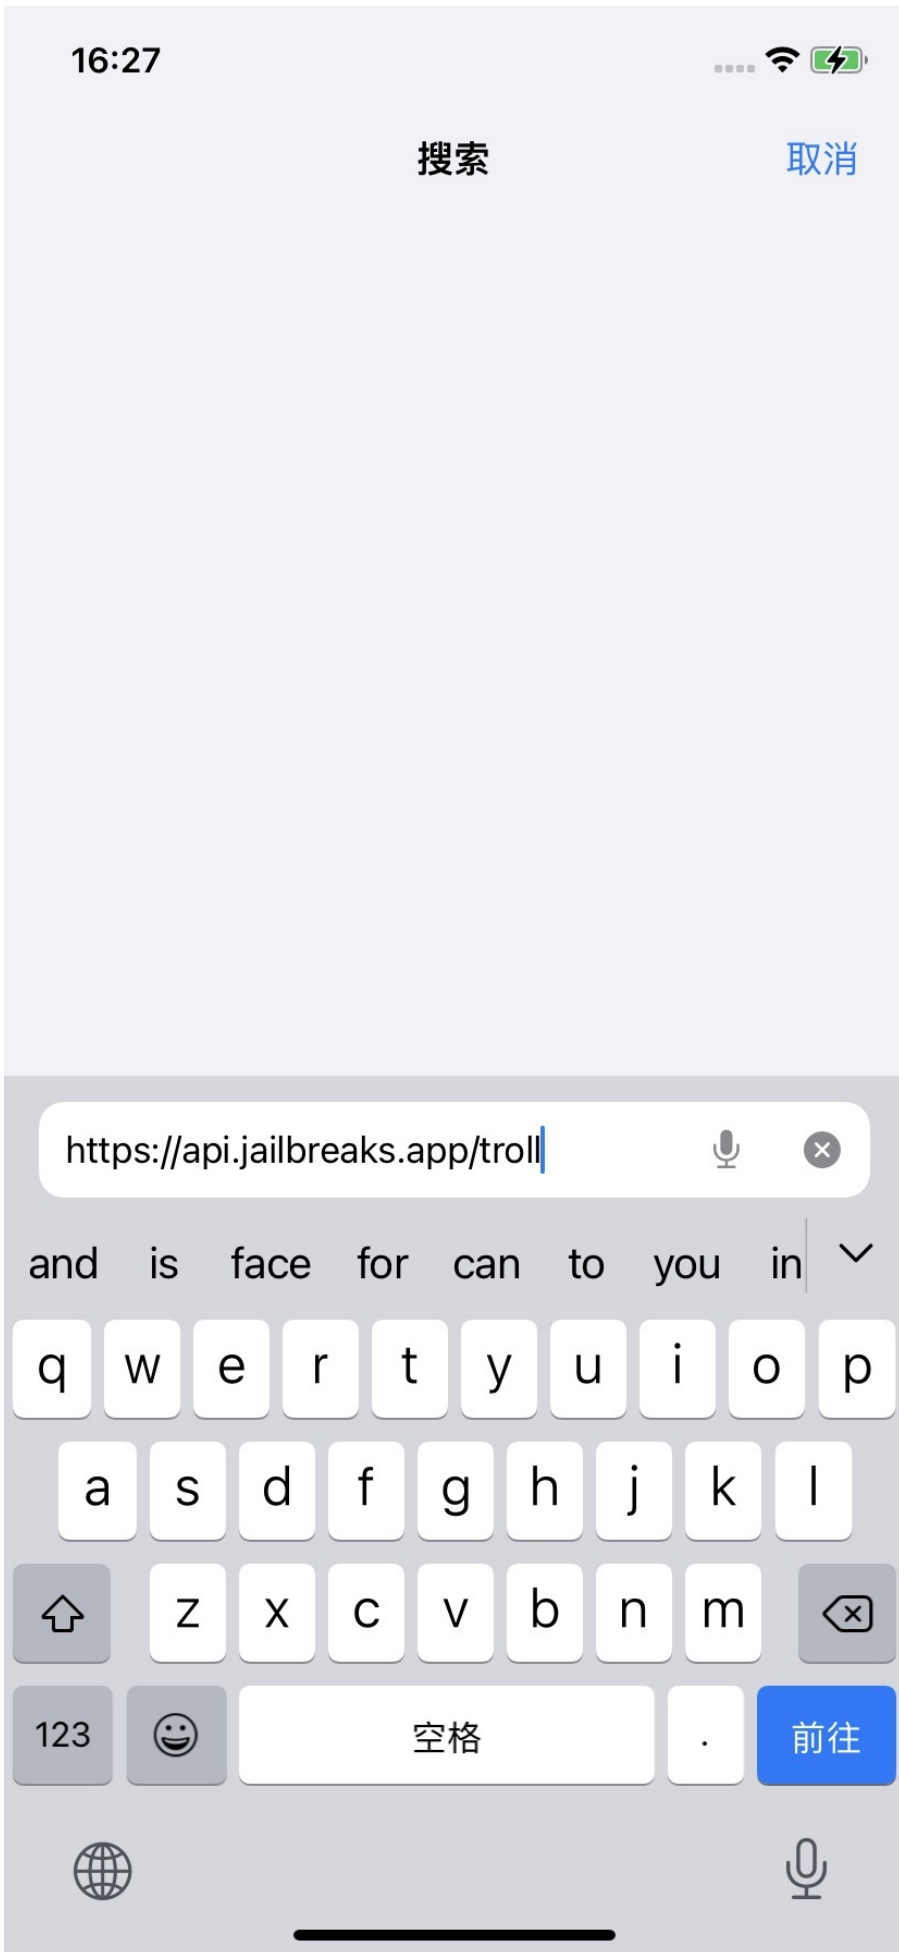 16:27
搜索 取消
https://api.jailbreaks.app/troll
and is face for can to you in
q w e r t y u i o p
a s d f g h j k l
z x c v b n m
123 空格 . 前往